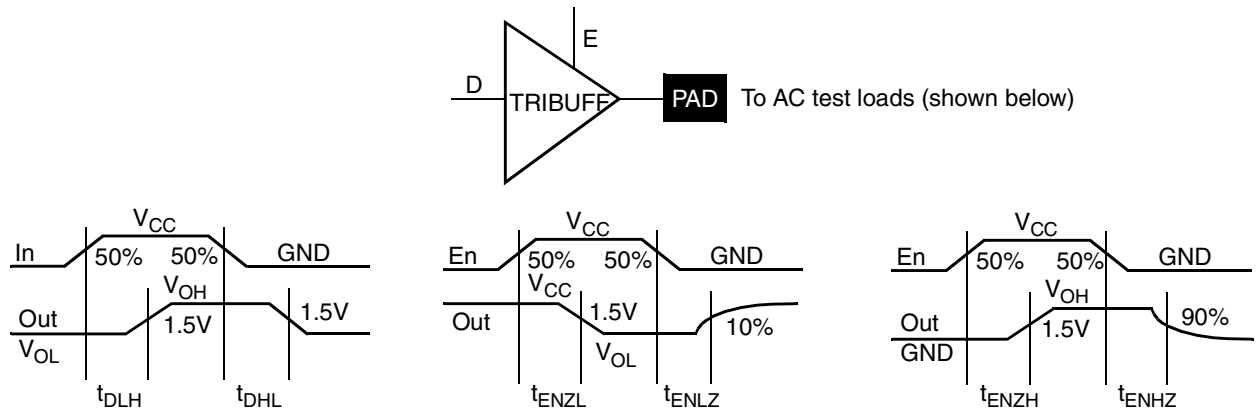 E
D
TRIBUFF
PAD
To AC test loads (shown below)
In
VCC
50%
50%
GND
Out
VOL
VOH
1.5V
1.5V
tDLH
tDHL
En
VCC
50%
50%
GND
Out
VCC
1.5V
VOL
10%
tENZL
tENLZ
En
VCC
50%
50%
GND
Out
GND
VOH
1.5V
90%
tENZH
tENHZ